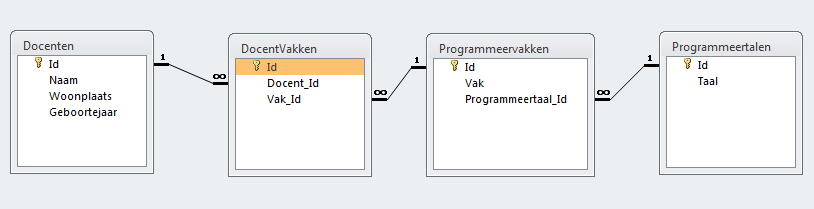 Docenten
Id
Naam
Woonplaats
Geboortejaar
1
∞
DocentVakken
Id
Docent_Id
Vak_Id
∞
1
Programmeervakken
Id
Vak
Programmeertaal_Id
∞
1
Programmeertalen
Id
Taal